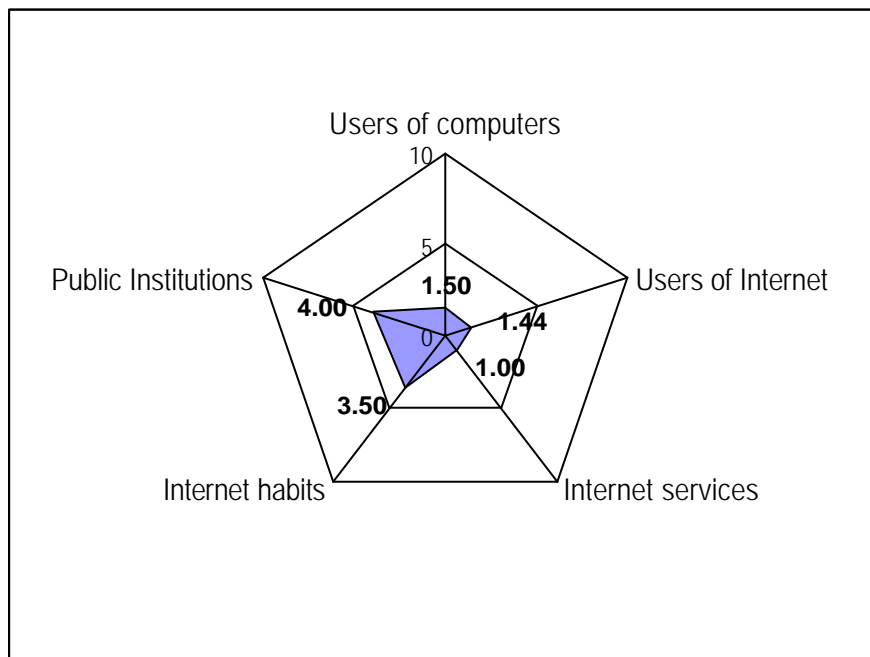 Users of computers
10
5
Public Institutions
Users of Internet
1.50
4.00
1.44
0
1.00
3.50
Internet habits
Internet services